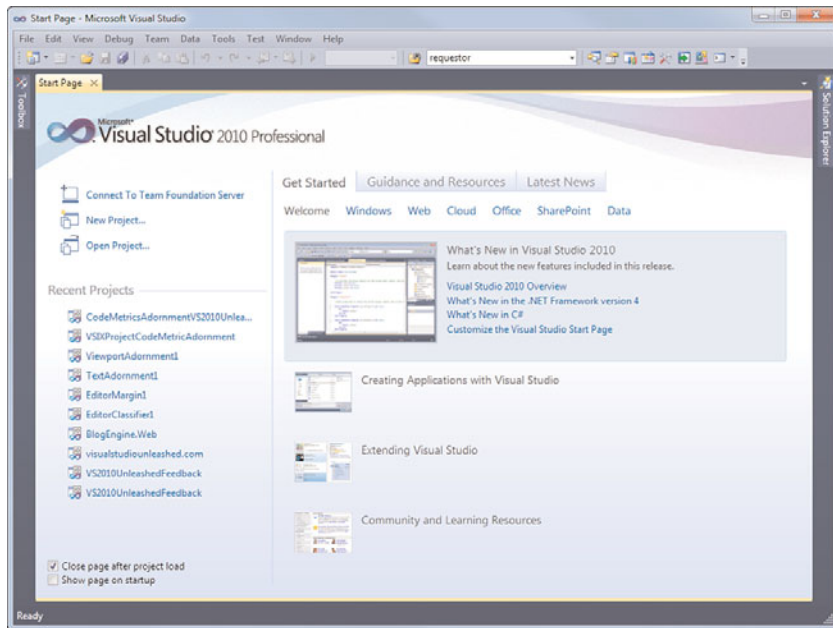 Start Page - Microsoft Visual Studio
File Edit View Debug Team Data Tools Test Window Help
requestor
Toolbox
Start Page
Solution Explorer
Microsoft
Visual Studio 2010 Professional
Connect To Team Foundation Server
New Project...
Open Project...
Recent Projects
CodeMetricsAdornmentVS2010Unlea...
VSIXProjectCodeMetricAdornment
ViewportAdornment1
TextAdornment1
EditorMargin1
EditorClassifier1
BlogEngine.Web
visualstudiounleashed.com
VS2010UnleashedFeedback
VS2010UnleashedFeedback
Close page after project load
Show page on startup
Get Started Guidance and Resources Latest News
Welcome Windows Web Cloud Office SharePoint Data
What's New in Visual Studio 2010
Learn about the new features included in this release.
Visual Studio 2010 Overview
What's New in the .NET Framework version 4
What's New in C#
Customize the Visual Studio Start Page
Creating Applications with Visual Studio
Extending Visual Studio
Community and Learning Resources
Ready